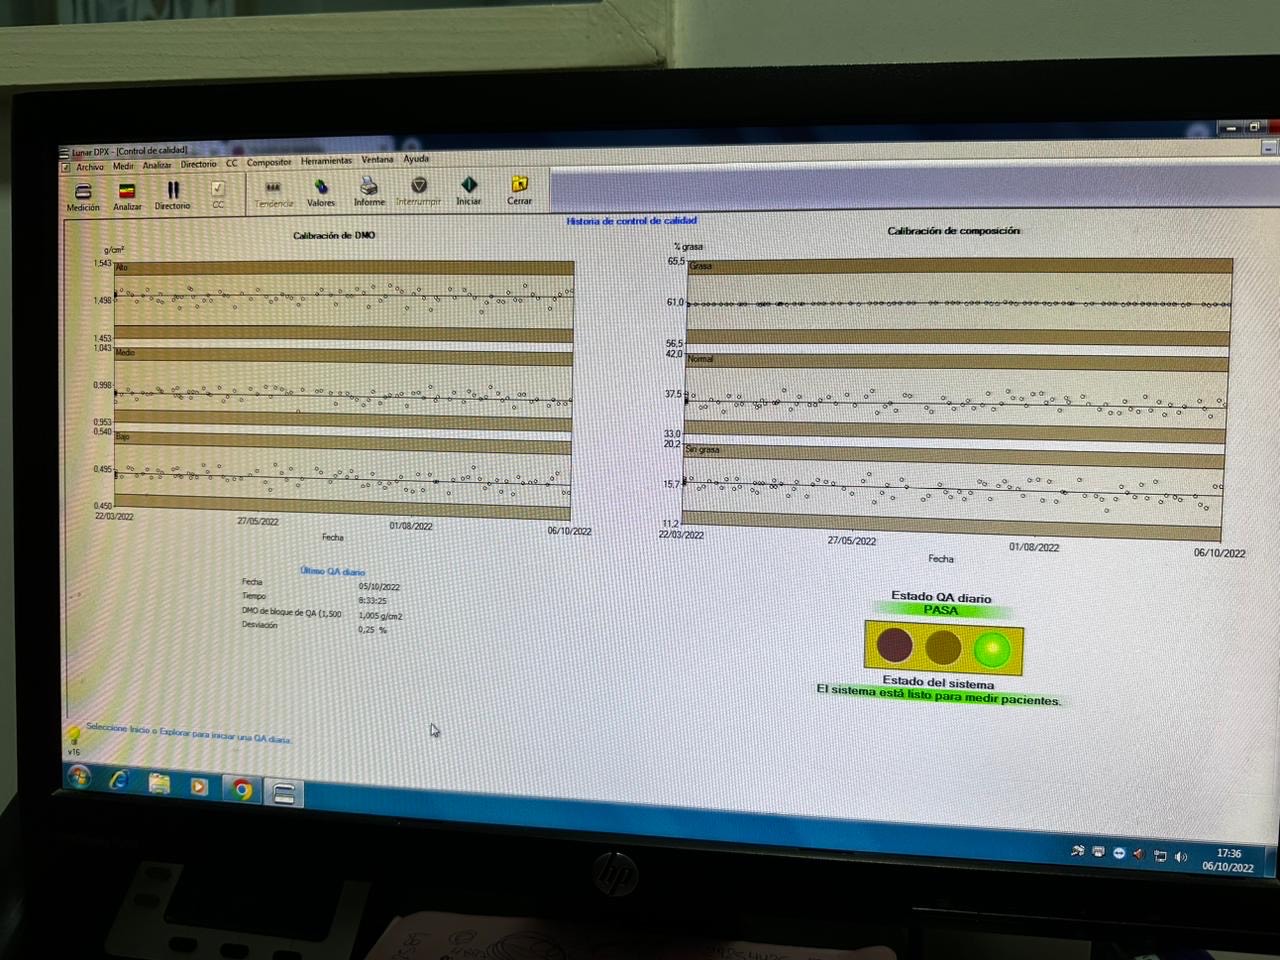 Lunar DPX - [Control de calidad]
Archivo Medir Analizar Directorio CC Compositor Herramientas Ventana Ayuda
Medición Analizar Directorio CC Tendencia Valores Informe Interrumpir Iniciar Cerrar
Historia de control de calidad
Calibración de DMO
g/cm²
1,543
Alto
1,498
1,453
1,043
Medio
0,998
0,953
0,540
Bajo
0,495
0,450
22/03/2022 27/05/2022 01/08/2022 06/10/2022
Fecha
Calibración de composición
% grasa
65,5
Grasa
61,0
56,5
42,0
Normal
37,5
33,0
20,2
Sin grasa
15,7
11,2
22/03/2022 27/05/2022 01/08/2022 06/10/2022
Fecha
Último QA diario
Fecha 05/10/2022
Tiempo 8:33:25
DMO de bloque de QA (1,500 1,005 g/cm2
Desviación 0,25 %
Estado QA diario
PASA
Estado del sistema
El sistema está listo para medir pacientes.
Seleccione Inicio o Explorar para iniciar una QA diaria.
v16
17:36
06/10/2022
hp